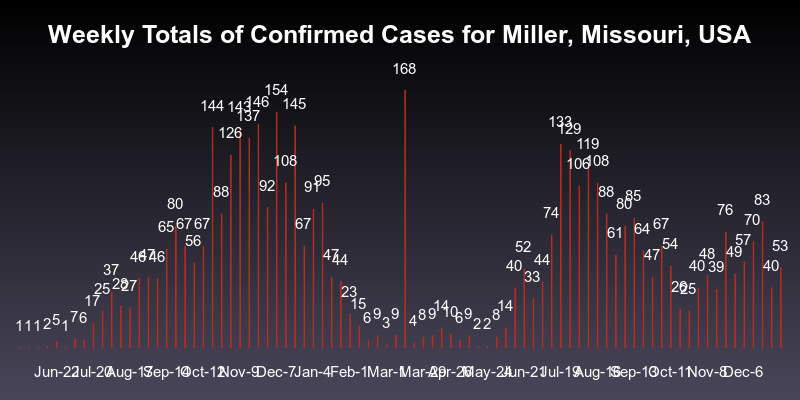 Weekly Totals of Confirmed Cases for Miller, Missouri, USA
1 1 1 2 5 1 7 6 17 25 37 28 27 46 47 46 65 80 67 56 67 144 88 126 143 137 146 92 154 108 145 67 91 95 47 44 23 15 6 9 3 9 168 4 8 9 14 10 6 9 2 2 8 14 40 52 33 44 74 133 129 106 119 108 88 61 80 85 64 47 67 54 26 25 40 48 39 76 49 57 70 83 40 53
Jun-22 Jul-20 Aug-17 Sep-14 Oct-12 Nov-9 Dec-7 Jan-4 Feb-1 Mar-1 Mar-29 Apr-26 May-24 Jun-21 Jul-19 Aug-16 Sep-13 Oct-11 Nov-8 Dec-6